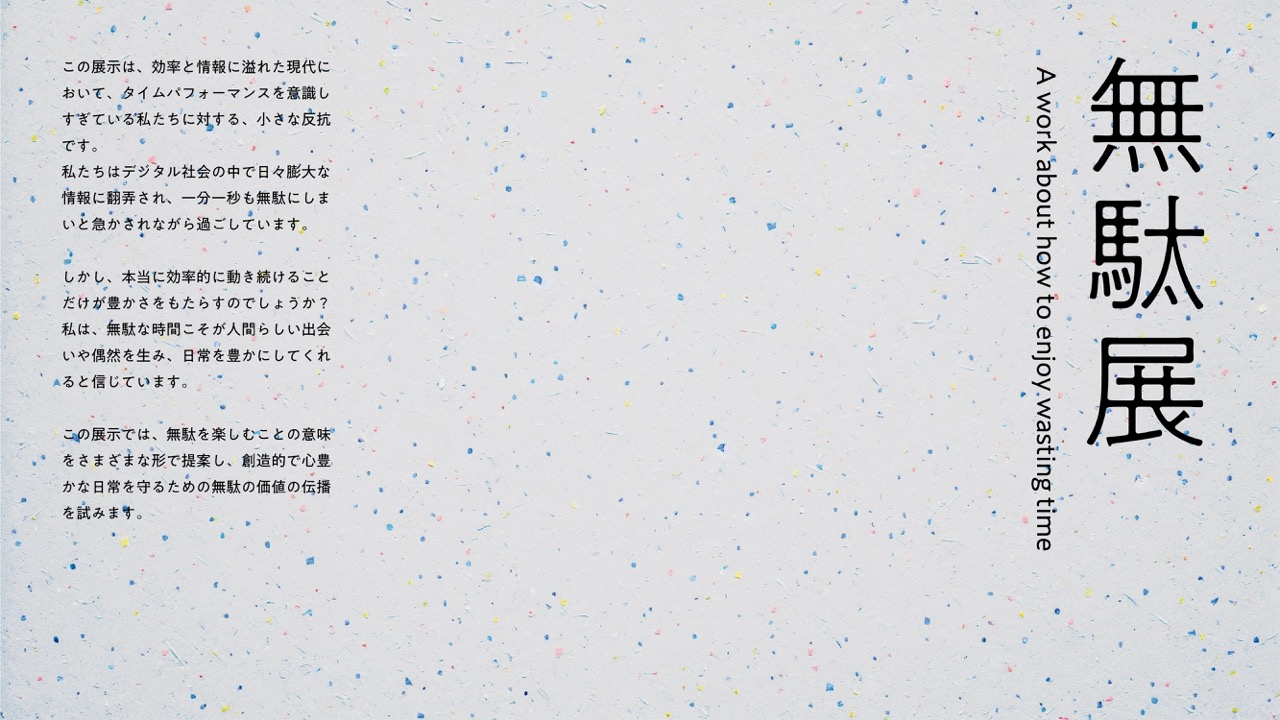 無駄展
A work about how to enjoy wasting time
この展示は、効率と情報に溢れた現代に
おいて、タイムパフォーマンスを意識し
すぎている私たちに対する、小さな反抗
です。
私たちはデジタル社会の中で日々膨大な
情報に翻弄され、一分一秒も無駄にしま
いと急かされながら過ごしています。
しかし、本当に効率的に動き続けること
だけが豊かさをもたらすのでしょうか？
私は、無駄な時間こそが人間らしい出会
いや偶然を生み、日常を豊かにしてくれ
ると信じています。
この展示では、無駄を楽しむことの意味
をさまざまな形で提案し、創造的で心豊
かな日常を守るための無駄の価値の伝播
を試みます。